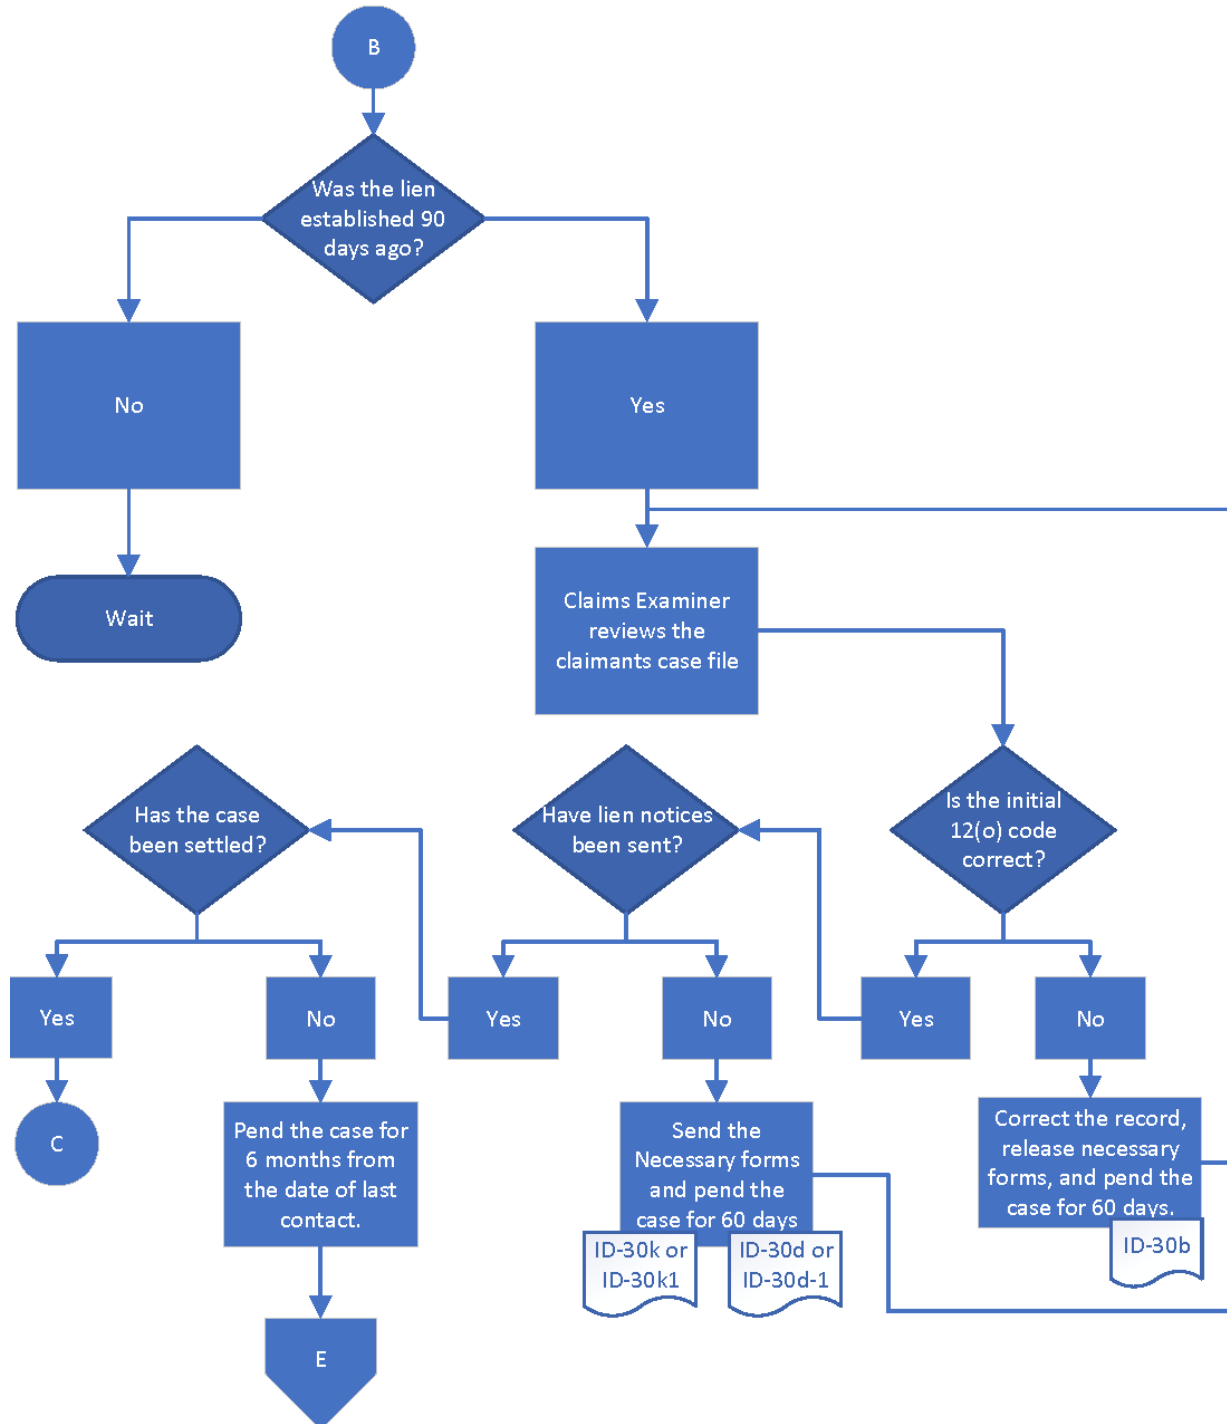 B
Was the lien
established 90
days ago?
No
Yes
Wait
Claims Examiner
reviews the
claimants case file
Has the case
been settled?
Have lien notices
been sent?
Is the initial
12(o) code
correct?
Yes
No
Yes
No
Yes
No
C
Pend the case for
6 months from
the date of last
contact.
Send the
Necessary forms
and pend the
case for 60 days
Correct the record,
release necessary
forms, and pend the
case for 60 days.
ID-30k or
ID-30k1
ID-30d or
ID-30d-1
ID-30b
E